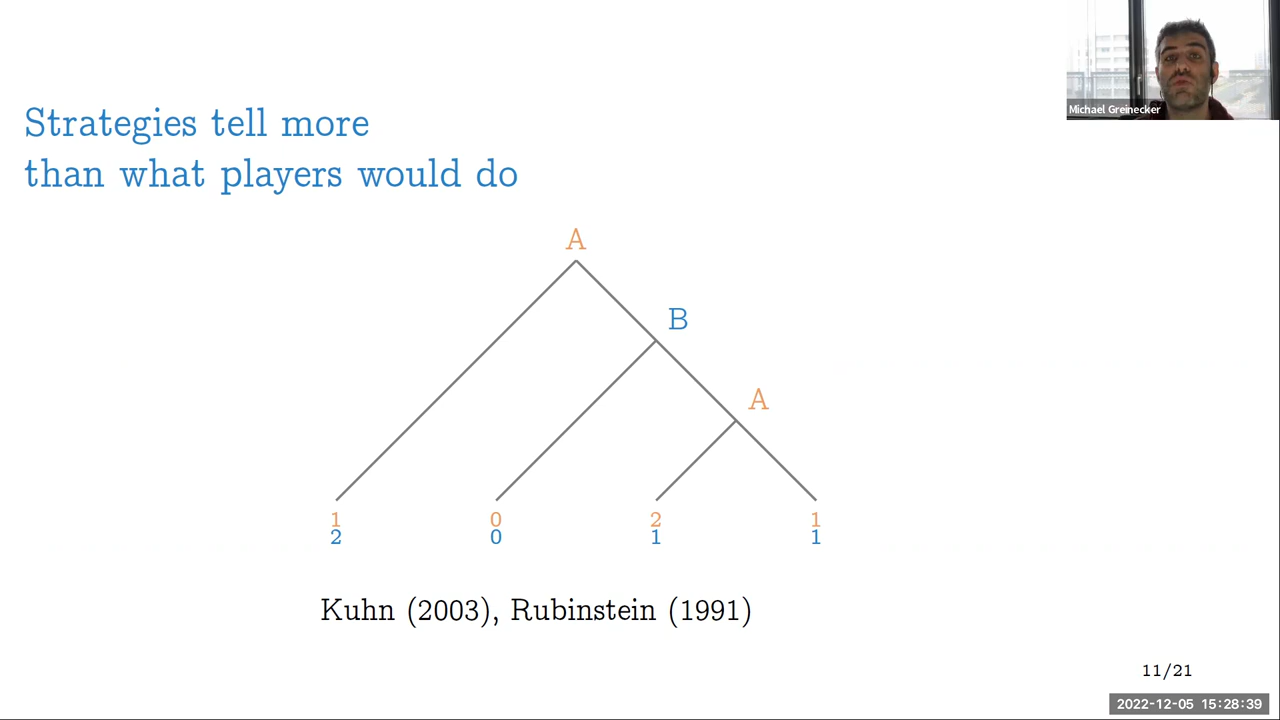 Michael Greinecker
Strategies tell more
than what players would do
A
B
A
1 0 2 1
2 0 1 1
Kuhn (2003), Rubinstein (1991)
11/21
2022-12-05 15:28:39